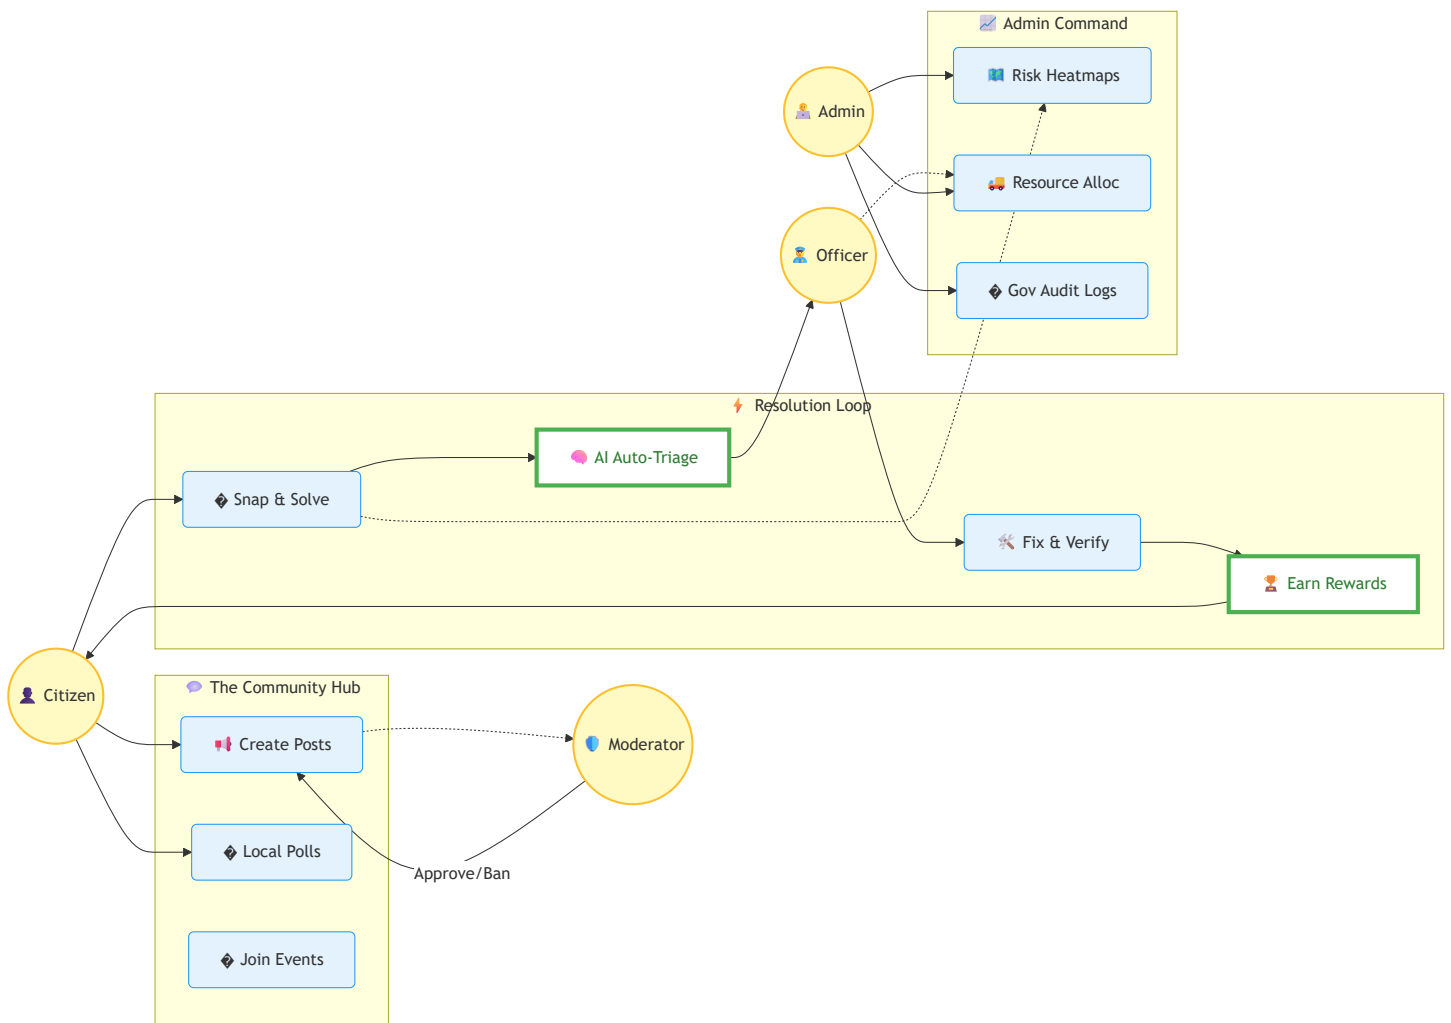 📈 Admin Command
🗺️ Risk Heatmaps
👩‍💻 Admin
🚚 Resource Alloc
👮 Officer
� Gov Audit Logs
⚡ Resolution Loop
🧠 AI Auto-Triage
� Snap & Solve
🛠️ Fix & Verify
🏆 Earn Rewards
👤 Citizen
💬 The Community Hub
📢 Create Posts
🛡️ Moderator
� Local Polls
Approve/Ban
� Join Events